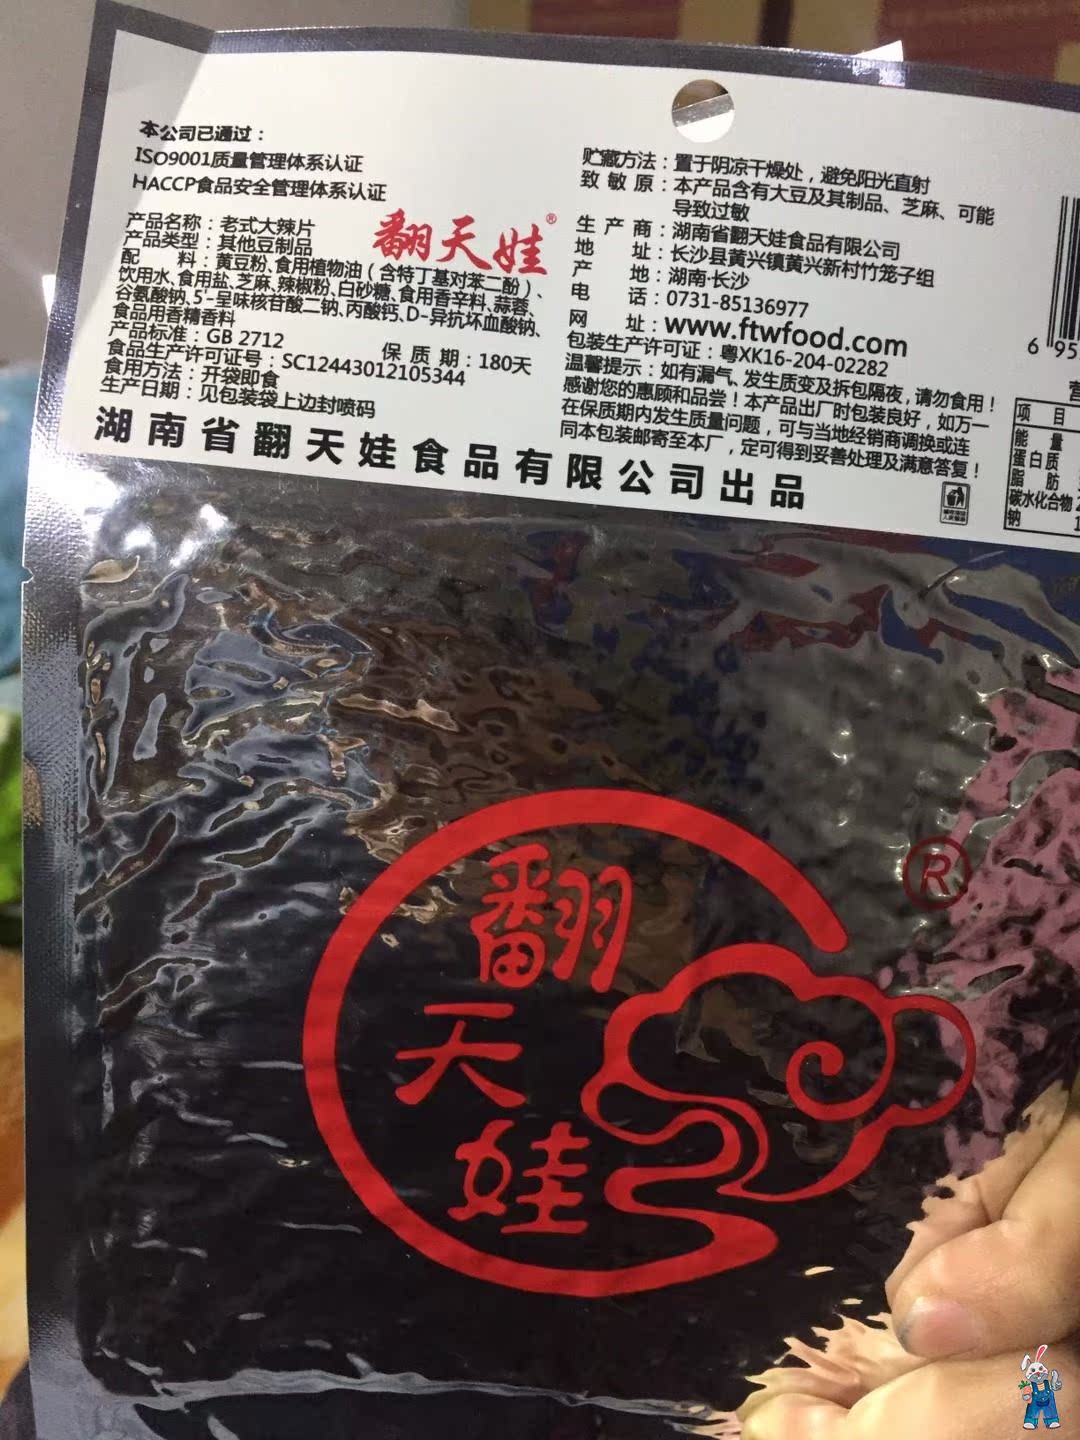 本公司已通过：
ISO9001质量管理体系认证
HACCP食品安全管理体系认证
翻天娃®
产品名称：老式大辣片
产品类型：其他豆制品
配 料：黄豆粉、食用植物油（含特丁基对苯二酚）、
饮用水、食用盐、芝麻、辣椒粉、白砂糖、食用香辛料、蒜蓉、
谷氨酸钠、5'-呈味核苷酸二钠、丙酸钙、D-异抗坏血酸钠、
食品用香精香料
产品标准：GB 2712
保 质 期：180天
食品生产许可证号：SC12443012105344
食用方法：开袋即食
生产日期：见包装袋上边封喷码
湖南省翻天娃食品有限公司出品
贮藏方法：置于阴凉干燥处，避免阳光直射
致 敏 原：本产品含有大豆及其制品、芝麻、可能
导致过敏
生 产 商：湖南省翻天娃食品有限公司
地 址：长沙县黄兴镇黄兴新村竹笼子组
产 地：湖南·长沙
电 话：0731-85136977
网 址：www.ftwfood.com
包装生产许可证：粤XK16-204-02282
温馨提示：如有漏气、发生质变及拆包隔夜，请勿食用！
感谢您的惠顾和品尝！本产品出厂时包装良好，如万一
在保质期内发生质量问题，可与当地经销商调换或连
同本包装邮寄至本厂，定可得到妥善处理及满意答复！
6 95
营
项 目
能 量
蛋白质
脂 肪
碳水化合物
钠
翻
天
娃
®